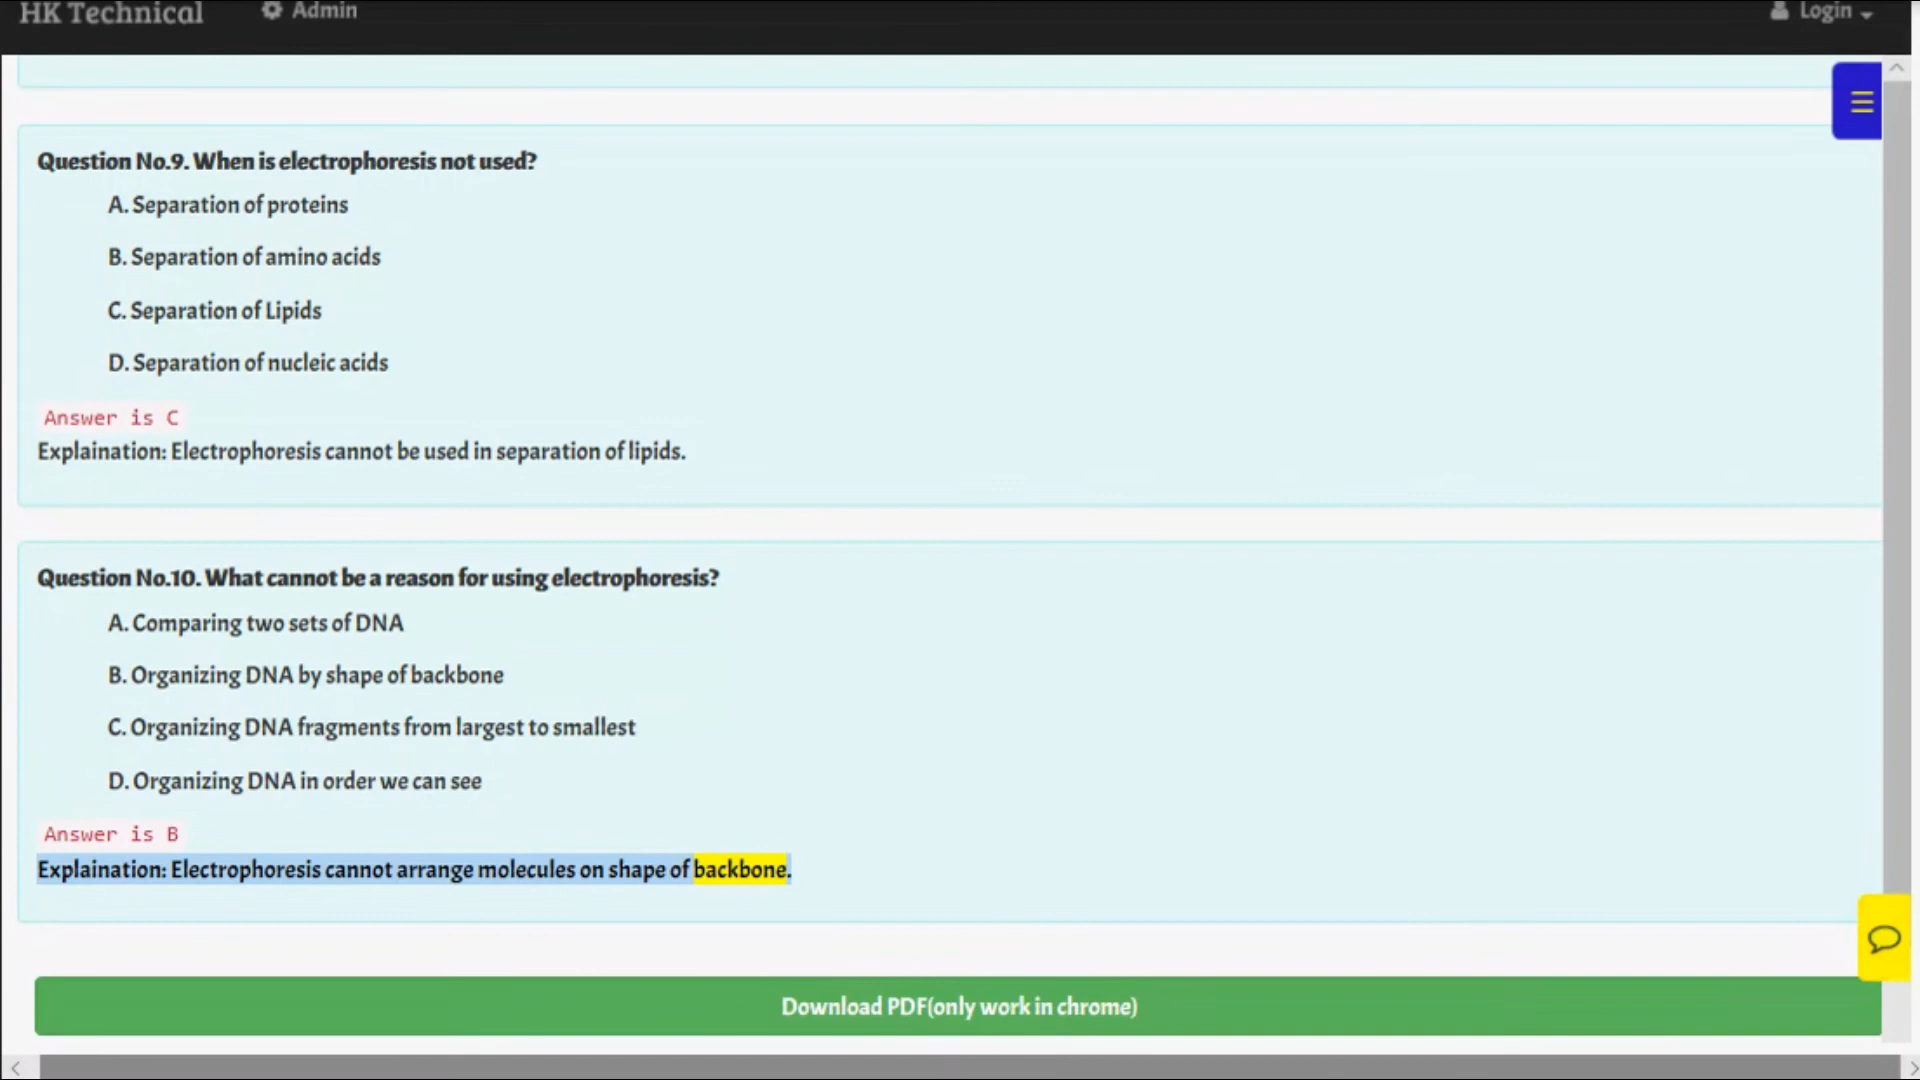 HK Technical Admin Login
Question No.9. When is electrophoresis not used?
A. Separation of proteins
B. Separation of amino acids
C. Separation of Lipids
D. Separation of nucleic acids
Answer is C
Explaination: Electrophoresis cannot be used in separation of lipids.
Question No.10. What cannot be a reason for using electrophoresis?
A. Comparing two sets of DNA
B. Organizing DNA by shape of backbone
C. Organizing DNA fragments from largest to smallest
D. Organizing DNA in order we can see
Answer is B
Explaination: Electrophoresis cannot arrange molecules on shape of backbone.
Download PDF(only work in chrome)